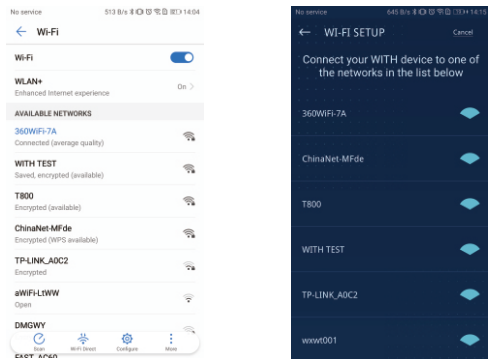 No service 513 B/s 14:04
Wi-Fi
Wi-Fi
WLAN+
Enhanced Internet experience
On
AVAILABLE NETWORKS
360WiFi-7A
Connected (average quality)
WITH TEST
Saved, encrypted (available)
T800
Encrypted (available)
ChinaNet-MFde
Encrypted (WPS available)
TP-LINK_A0C2
Encrypted
aWiFi-LtWW
Open
DMGWY
Scan Wi-Fi Direct Configure More
FAST_AC60
No service 645 B/s 14:15
WI-FI SETUP Cancel
Connect your WITH device to one of
the networks in the list below
360WiFi-7A
ChinaNet-MFde
T800
WITH TEST
TP-LINK_A0C2
wxwt001